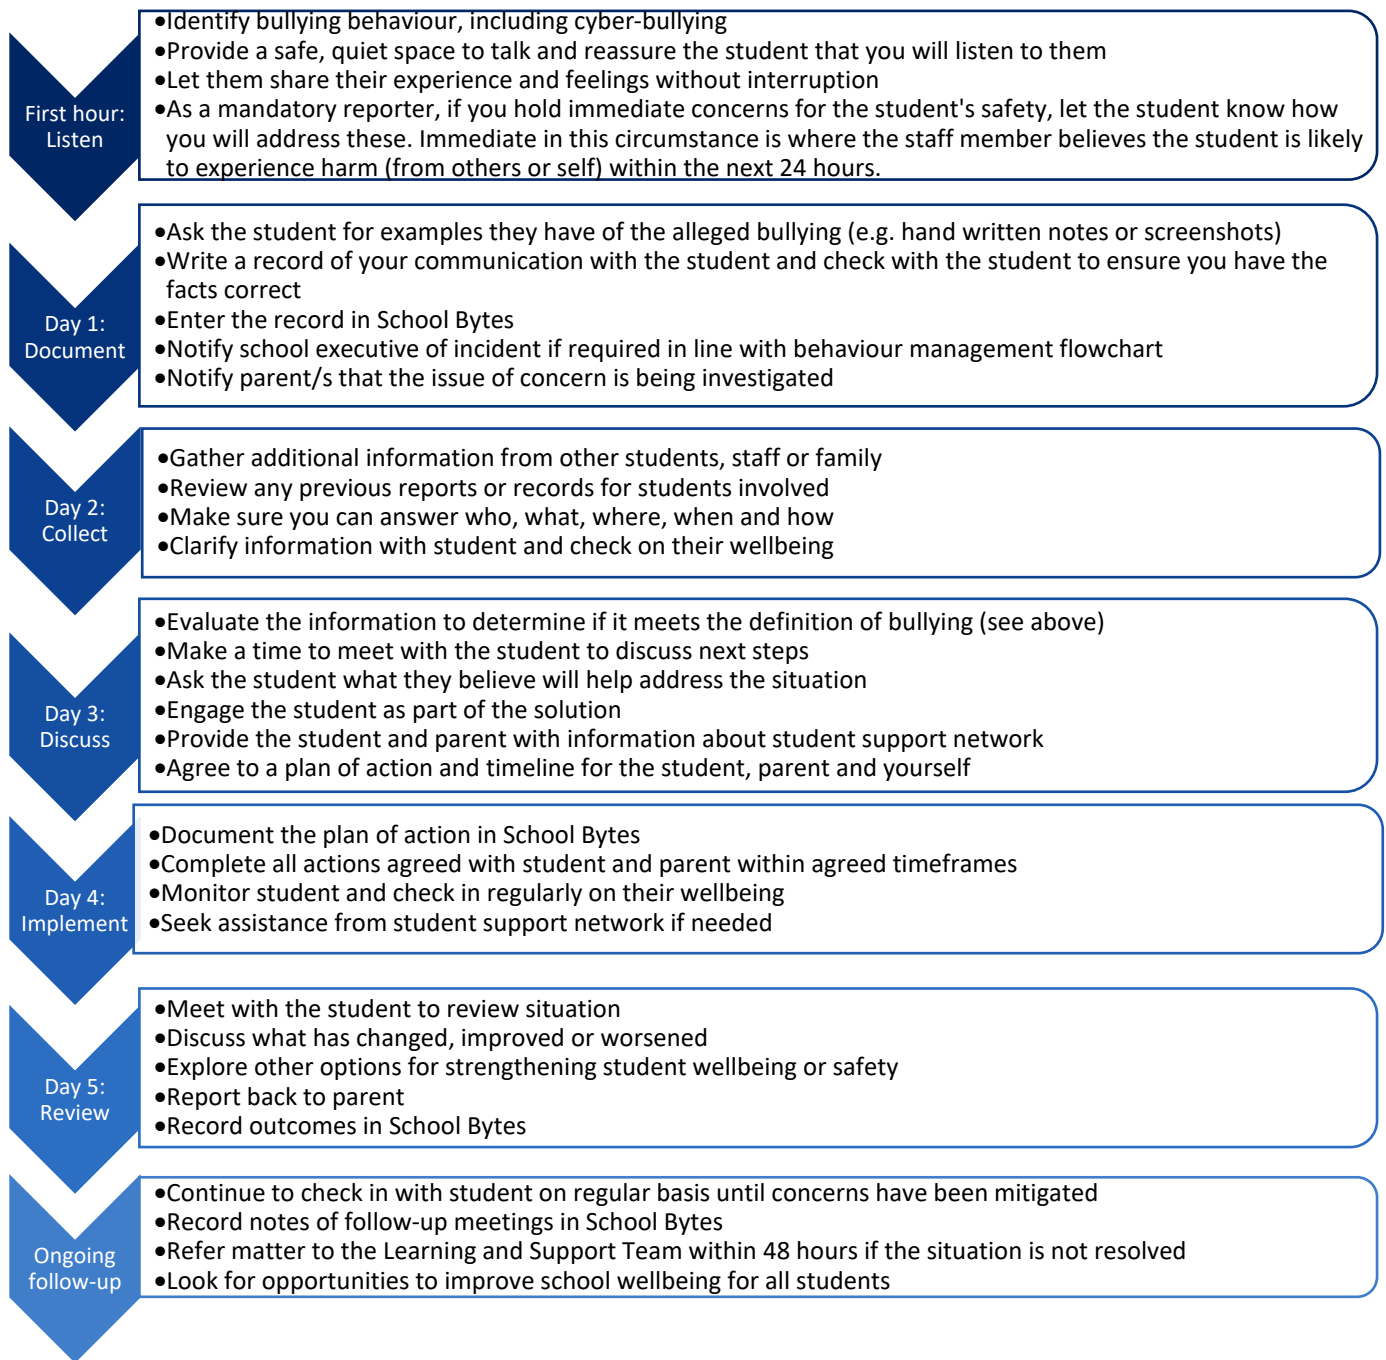 First hour:
Listen
•Identify bullying behaviour, including cyber-bullying
•Provide a safe, quiet space to talk and reassure the student that you will listen to them
•Let them share their experience and feelings without interruption
•As a mandatory reporter, if you hold immediate concerns for the student's safety, let the student know how
you will address these. Immediate in this circumstance is where the staff member believes the student is likely
to experience harm (from others or self) within the next 24 hours.
Day 1:
Document
•Ask the student for examples they have of the alleged bullying (e.g. hand written notes or screenshots)
•Write a record of your communication with the student and check with the student to ensure you have the
facts correct
•Enter the record in School Bytes
•Notify school executive of incident if required in line with behaviour management flowchart
•Notify parent/s that the issue of concern is being investigated
Day 2:
Collect
•Gather additional information from other students, staff or family
•Review any previous reports or records for students involved
•Make sure you can answer who, what, where, when and how
•Clarify information with student and check on their wellbeing
Day 3:
Discuss
•Evaluate the information to determine if it meets the definition of bullying (see above)
•Make a time to meet with the student to discuss next steps
•Ask the student what they believe will help address the situation
•Engage the student as part of the solution
•Provide the student and parent with information about student support network
•Agree to a plan of action and timeline for the student, parent and yourself
Day 4:
Implement
•Document the plan of action in School Bytes
•Complete all actions agreed with student and parent within agreed timeframes
•Monitor student and check in regularly on their wellbeing
•Seek assistance from student support network if needed
Day 5:
Review
•Meet with the student to review situation
•Discuss what has changed, improved or worsened
•Explore other options for strengthening student wellbeing or safety
•Report back to parent
•Record outcomes in School Bytes
Ongoing
follow-up
•Continue to check in with student on regular basis until concerns have been mitigated
•Record notes of follow-up meetings in School Bytes
•Refer matter to the Learning and Support Team within 48 hours if the situation is not resolved
•Look for opportunities to improve school wellbeing for all students